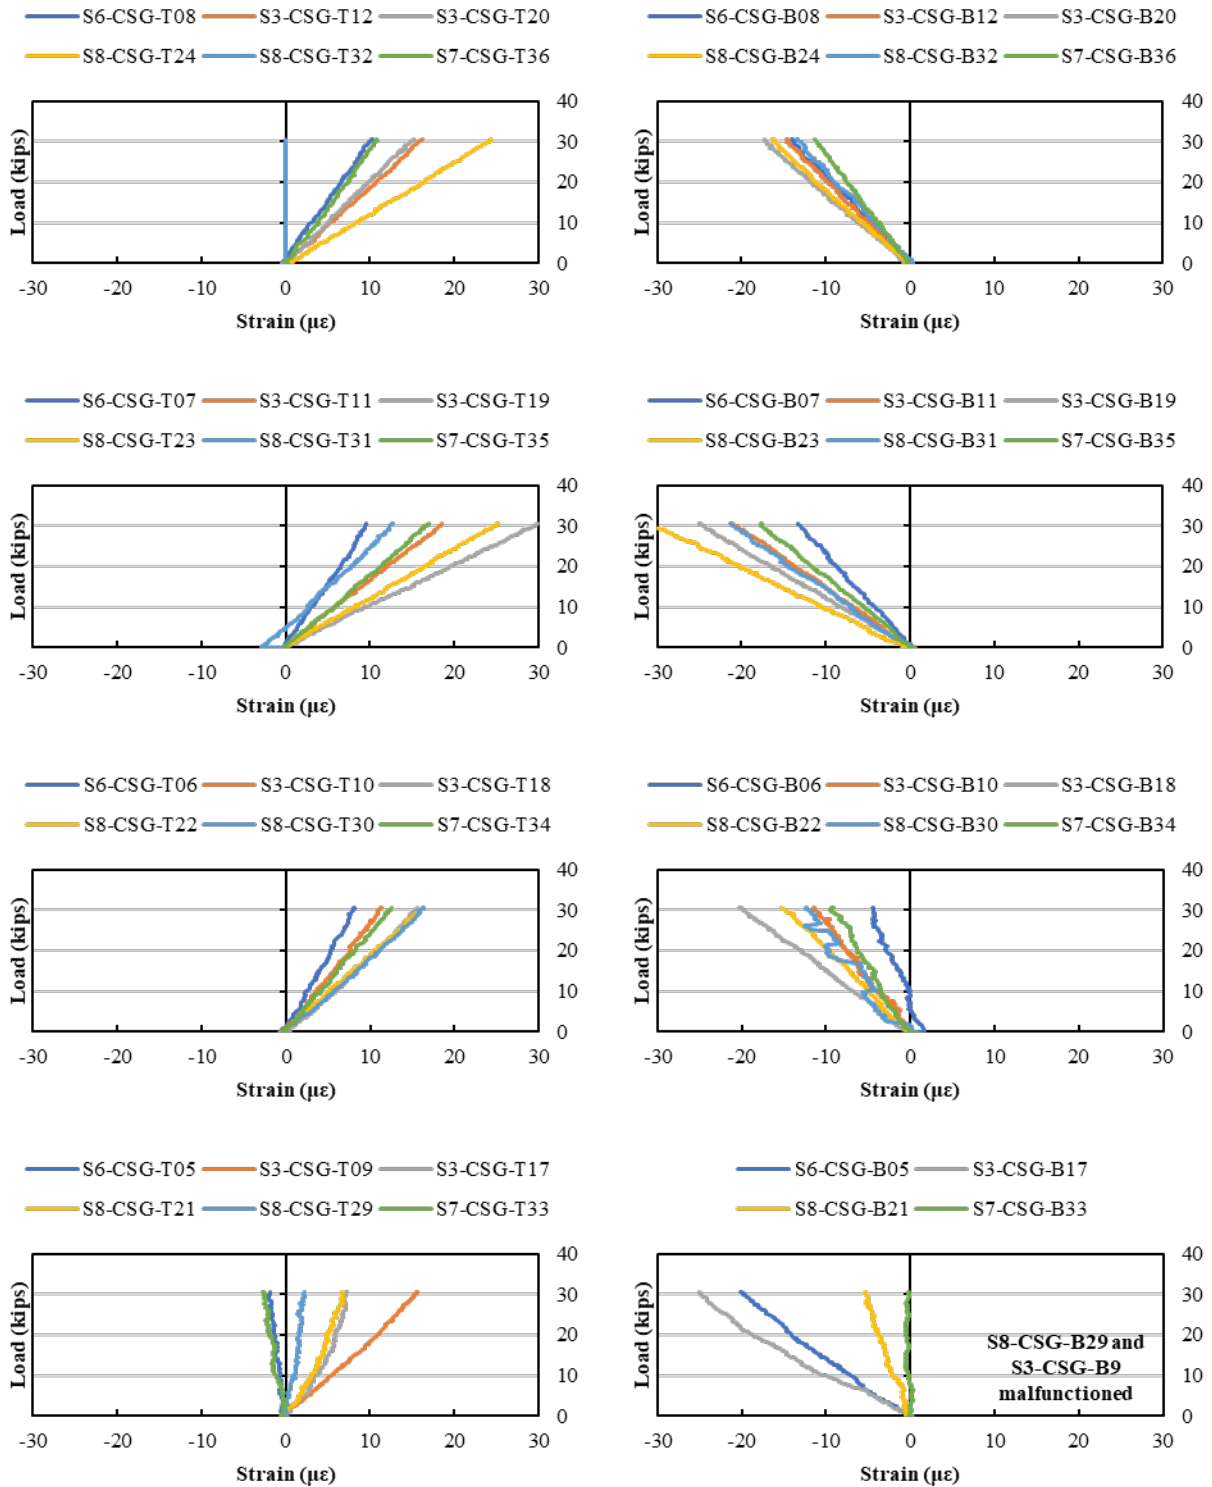 S6-CSG-T08 S3-CSG-T12 S3-CSG-T20
S8-CSG-T24 S8-CSG-T32 S7-CSG-T36
Load (kips)
40
30
20
10
0
-30 -20 -10 0 10 20 30
Strain (με)
S6-CSG-B08 S3-CSG-B12 S3-CSG-B20
S8-CSG-B24 S8-CSG-B32 S7-CSG-B36
Load (kips)
40
30
20
10
0
-30 -20 -10 0 10 20 30
Strain (με)
S6-CSG-T07 S3-CSG-T11 S3-CSG-T19
S8-CSG-T23 S8-CSG-T31 S7-CSG-T35
Load (kips)
40
30
20
10
0
-30 -20 -10 0 10 20 30
Strain (με)
S6-CSG-B07 S3-CSG-B11 S3-CSG-B19
S8-CSG-B23 S8-CSG-B31 S7-CSG-B35
Load (kips)
40
30
20
10
0
-30 -20 -10 0 10 20 30
Strain (με)
S6-CSG-T06 S3-CSG-T10 S3-CSG-T18
S8-CSG-T22 S8-CSG-T30 S7-CSG-T34
Load (kips)
40
30
20
10
0
-30 -20 -10 0 10 20 30
Strain (με)
S6-CSG-B06 S3-CSG-B10 S3-CSG-B18
S8-CSG-B22 S8-CSG-B30 S7-CSG-B34
Load (kips)
40
30
20
10
0
-30 -20 -10 0 10 20 30
Strain (με)
S6-CSG-T05 S3-CSG-T09 S3-CSG-T17
S8-CSG-T21 S8-CSG-T29 S7-CSG-T33
Load (kips)
40
30
20
10
0
-30 -20 -10 0 10 20 30
Strain (με)
S6-CSG-B05 S3-CSG-B17
S8-CSG-B21 S7-CSG-B33
Load (kips)
40
30
20
10
0
S8-CSG-B29 and
S3-CSG-B9
malfunctioned
-30 -20 -10 0 10 20 30
Strain (με)